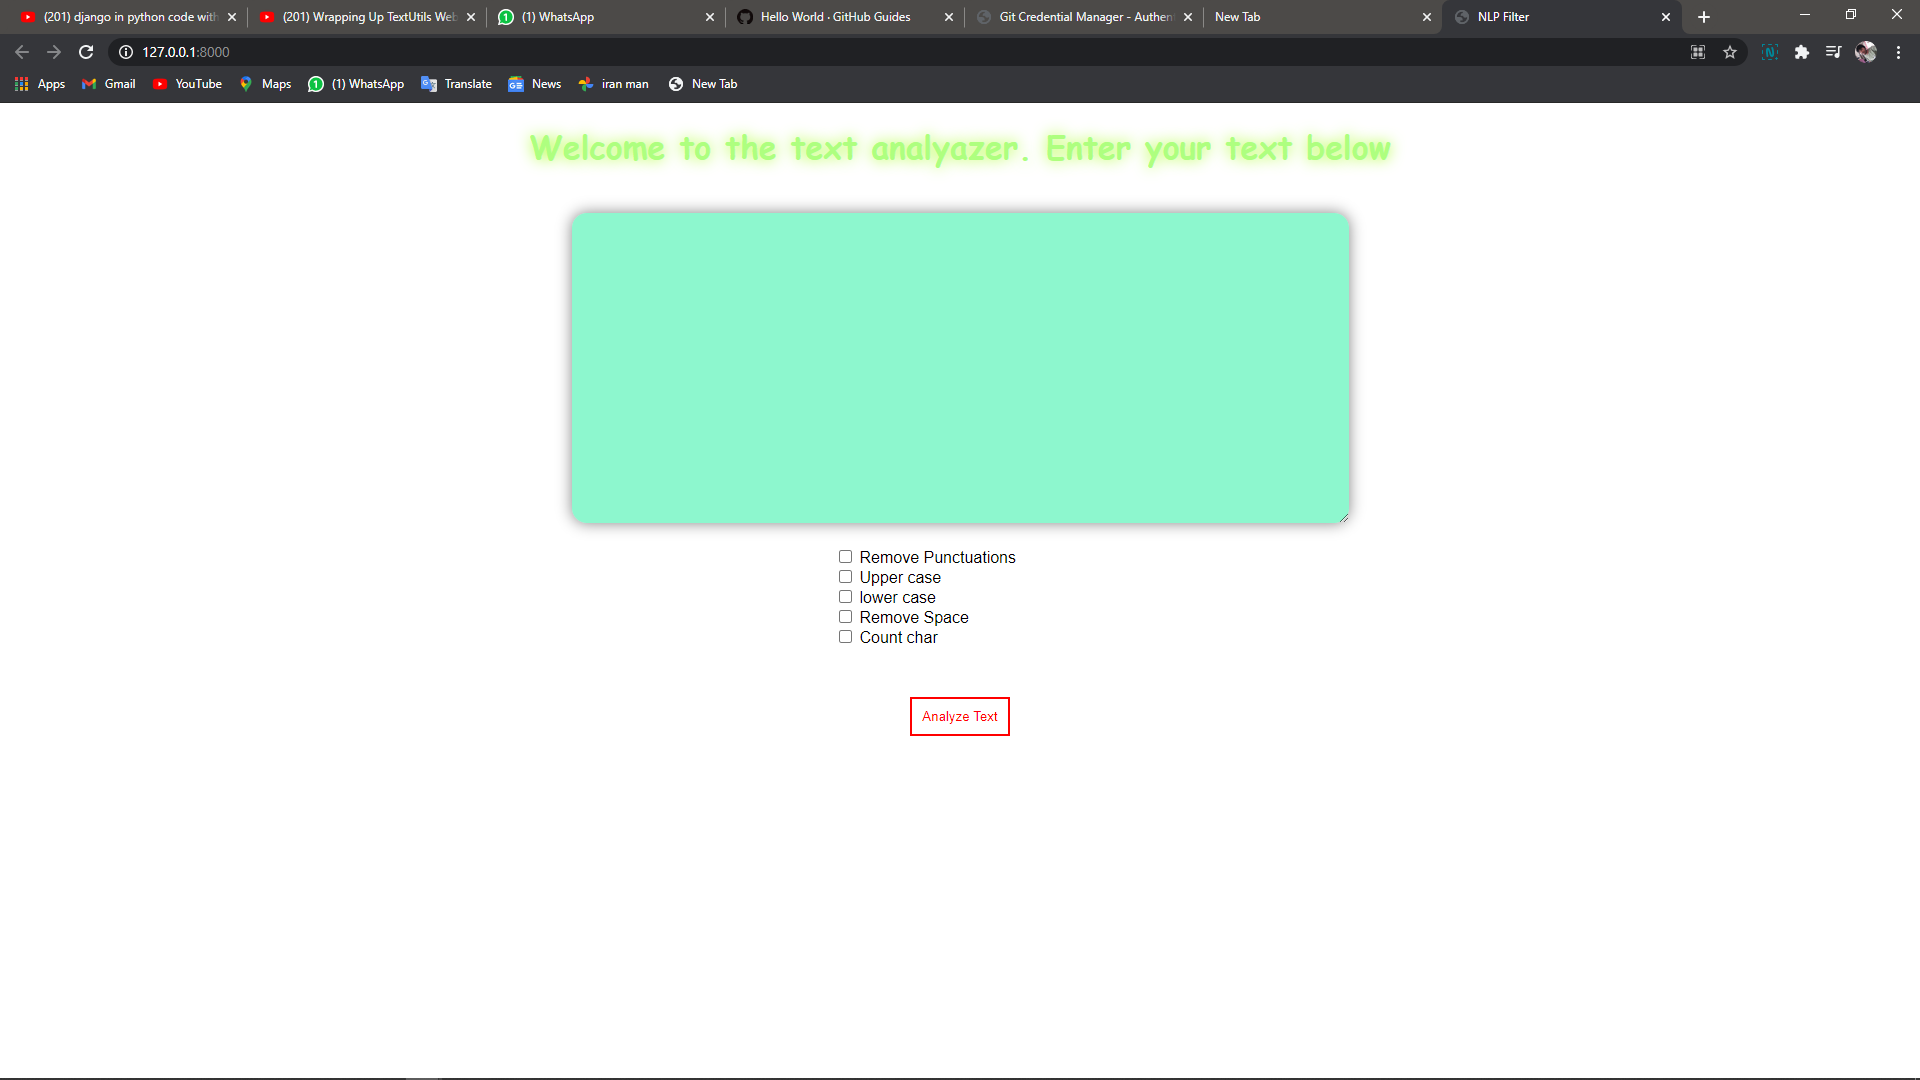 (201) django in python code with
(201) Wrapping Up TextUtils Web
(1) WhatsApp
Hello World · GitHub Guides
Git Credential Manager - Authen
New Tab
NLP Filter
127.0.0.1:8000
Apps
Gmail
YouTube
Maps
(1) WhatsApp
Translate
News
iran man
New Tab
Welcome to the text analyazer. Enter your text below
Remove Punctuations
Upper case
lower case
Remove Space
Count char
Analyze Text